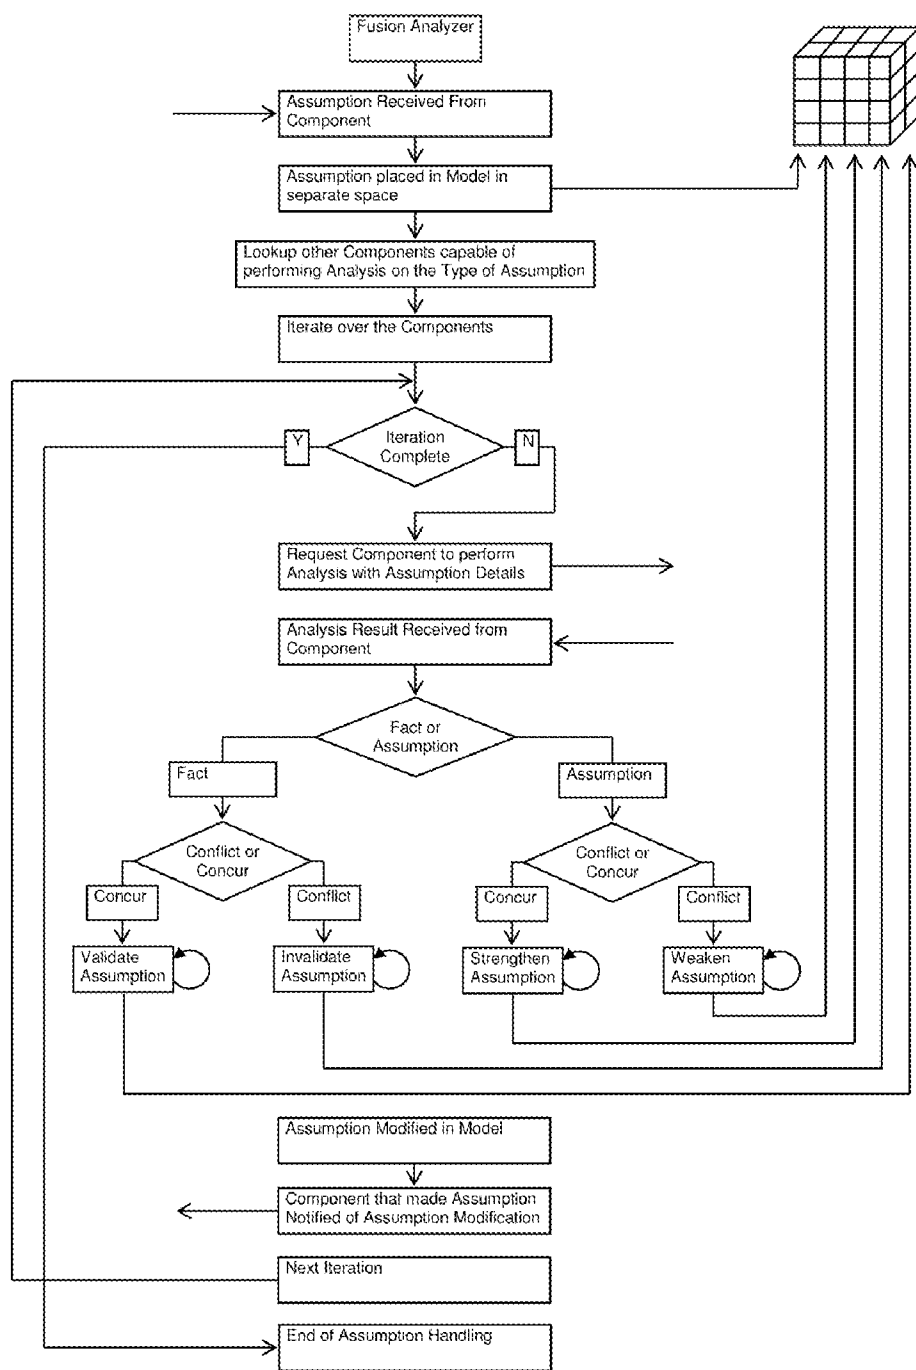 Fusion Analyzer
Assumption Received From
Component
Assumption placed in Model in
separate space
Lookup other Components capable of
performing Analysis on the Type of Assumption
Iterate over the Components
Y
Iteration
Complete
N
Request Component to perform
Analysis with Assumption Details
Analysis Result Received from
Component
Fact or
Assumption
Fact
Assumption
Conflict or
Concur
Conflict or
Concur
Concur
Conflict
Concur
Conflict
Validate
Assumption
Invalidate
Assumption
Strengthen
Assumption
Weaken
Assumption
Assumption Modified in Model
Component that made Assumption
Notified of Assumption Modification
Next Iteration
End of Assumption Handling